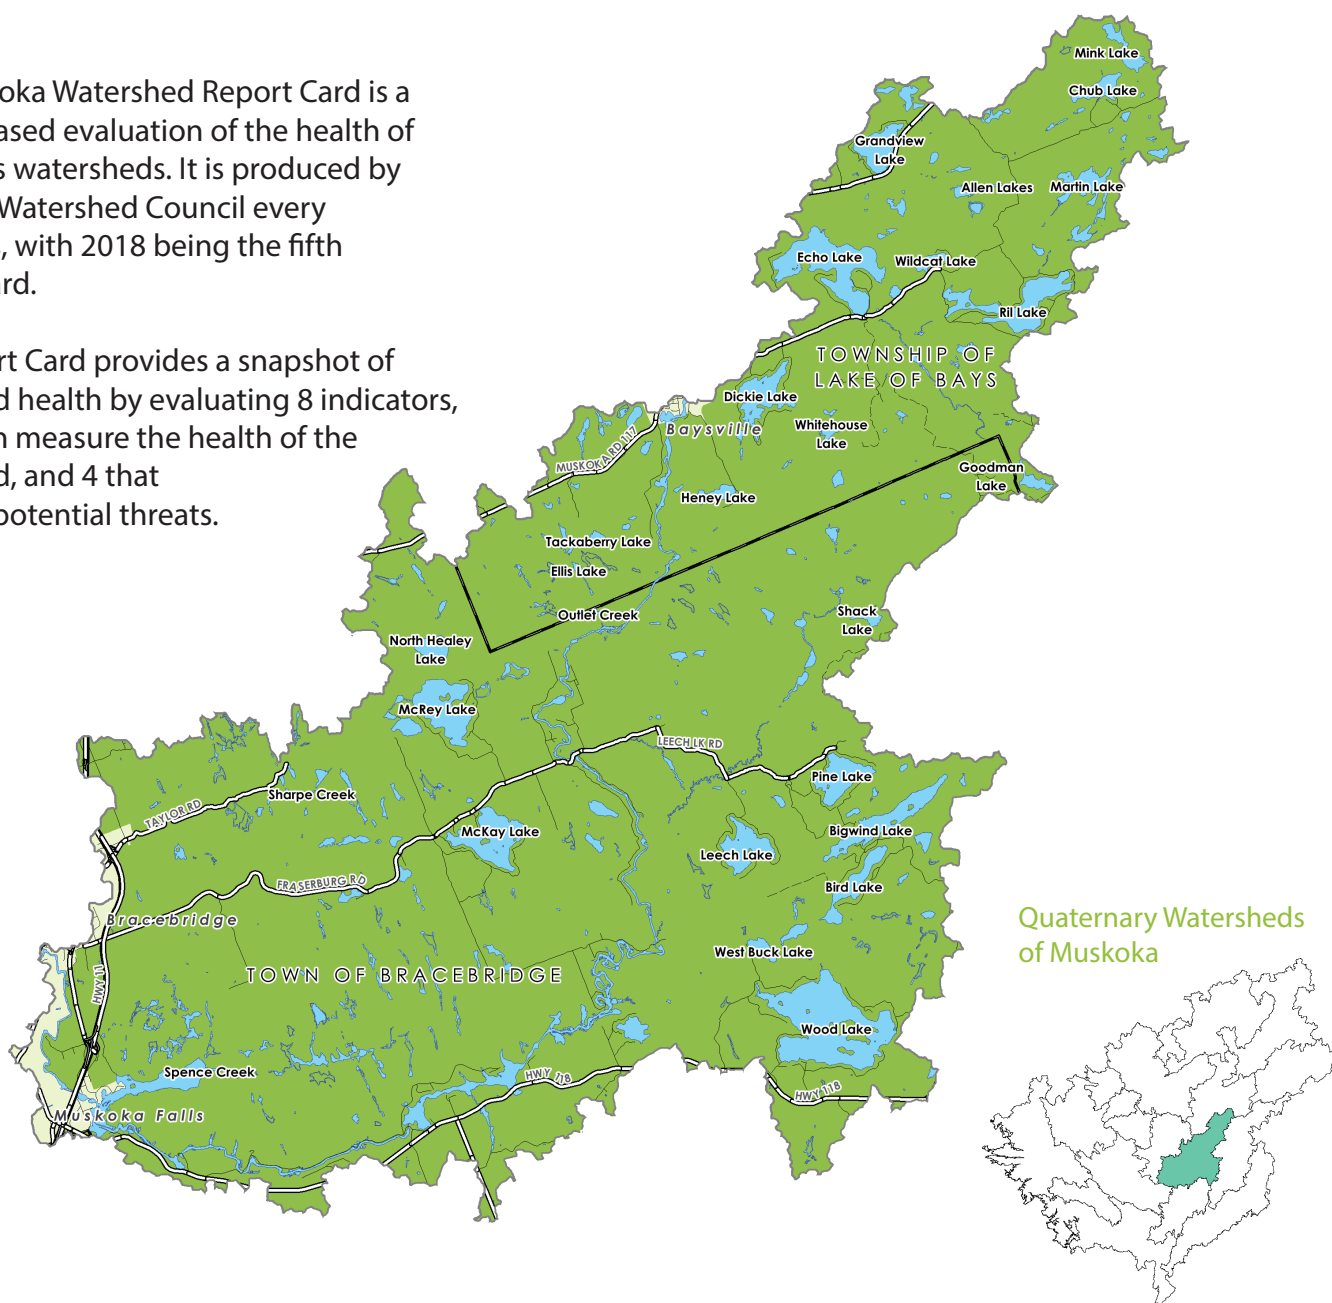 oka Watershed Report Card is a
ased evaluation of the health of
s watersheds. It is produced by
Watershed Council every
, with 2018 being the fifth
ard.
rt Card provides a snapshot of
d health by evaluating 8 indicators,
n measure the health of the
d, and 4 that
potential threats.
Mink Lake
Chub Lake
Grandview
Lake
Allen Lakes
Martin Lake
Echo Lake
Wildcat Lake
Ril Lake
TOWNSHIP OF
LAKE OF BAYS
Dickie Lake
Baysville
Whitehouse
Lake
MUSKOKA RD 117
Goodman
Lake
Heney Lake
Tackaberry Lake
Ellis Lake
Outlet Creek
Shack
Lake
North Healey
Lake
McRey Lake
LEECH LK RD
Pine Lake
Sharpe Creek
TAYLOR RD
McKay Lake
Bigwind Lake
Leech Lake
FRASERBURG RD
Bird Lake
Bracebridge
West Buck Lake
TOWN OF BRACEBRIDGE
HWY 11
Wood Lake
Spence Creek
HWY 118
HWY 118
Muskoka Falls
Quaternary Watersheds
of Muskoka